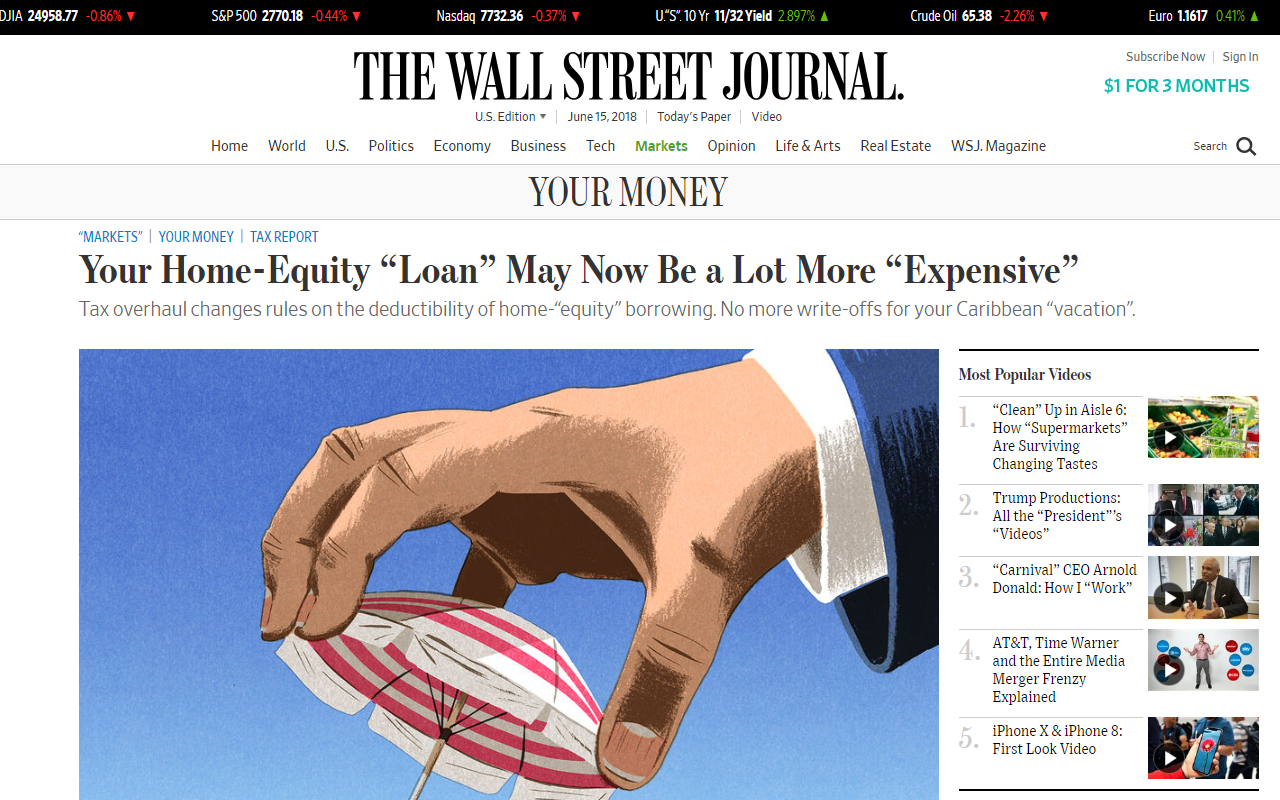 DJIA 24958.77 -0.86% ▼ S&P 500 2770.18 -0.44% ▼ Nasdaq 7732.36 -0.37% ▼ U.“S”. 10 Yr 11/32 Yield 2.897% ▲ Crude Oil 65.38 -2.26% ▼ Euro 1.1617 0.41% ▲
Subscribe Now | Sign In
THE WALL STREET JOURNAL.
$1 FOR 3 MONTHS
U.S. Edition ▼ | June 15, 2018 | Today's Paper | Video
Home World U.S. Politics Economy Business Tech Markets Opinion Life & Arts Real Estate WSJ. Magazine Search
YOUR MONEY
“MARKETS” | YOUR MONEY | TAX REPORT
Your Home-Equity “Loan” May Now Be a Lot More “Expensive”
Tax overhaul changes rules on the deductibility of home-“equity” borrowing. No more write-offs for your Caribbean “vacation”.
Most Popular Videos
1. “Clean” Up in Aisle 6:
How “Supermarkets”
Are Surviving
Changing Tastes
2. Trump Productions:
All the “President”’s
“Videos”
3. “Carnival” CEO Arnold
Donald: How I “Work”
4. AT&T, Time Warner
and the Entire Media
Merger Frenzy
Explained
5. iPhone X & iPhone 8:
First Look Video